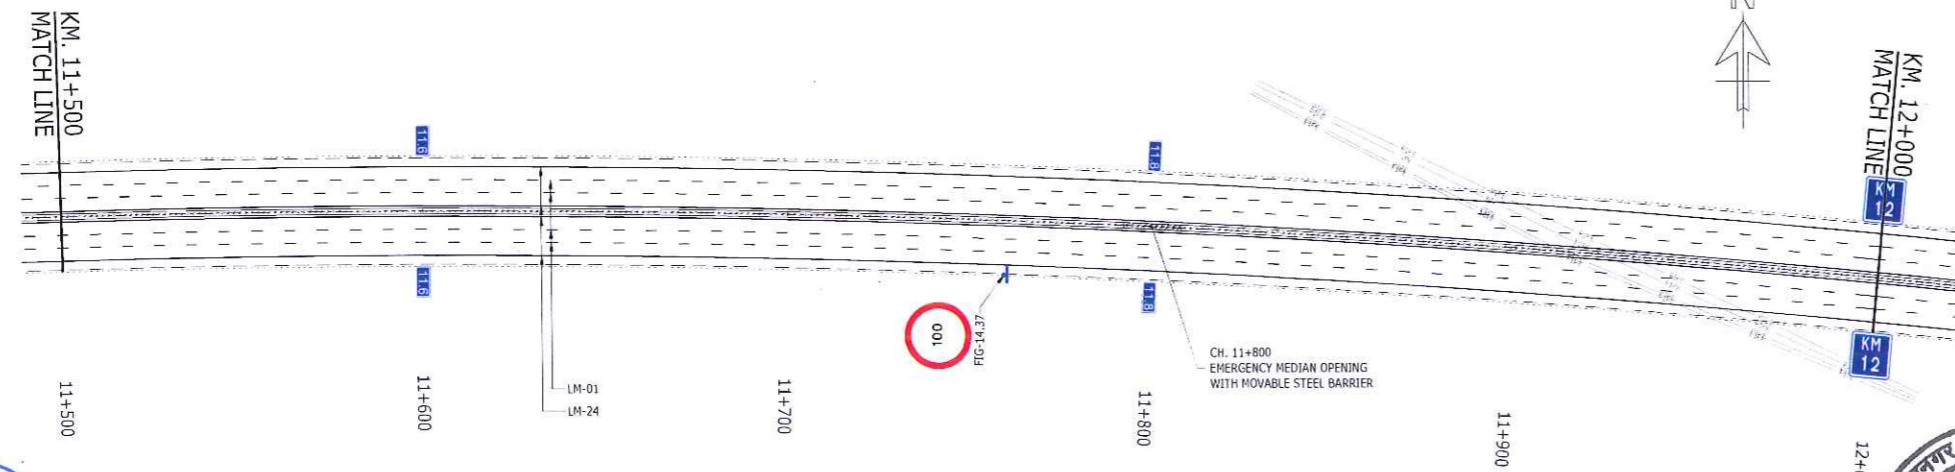 KM. 11+500
MATCH LINE
11.6
11.8
KM. 12+000
MATCH LINE
KM
12
11.6
100
FIG-14.37
11.8
KM
12
CH. 11+800
EMERGENCY MEDIAN OPENING
WITH MOVABLE STEEL BARRIER
LM-01
LM-24
11+500
11+600
11+700
11+800
11+900